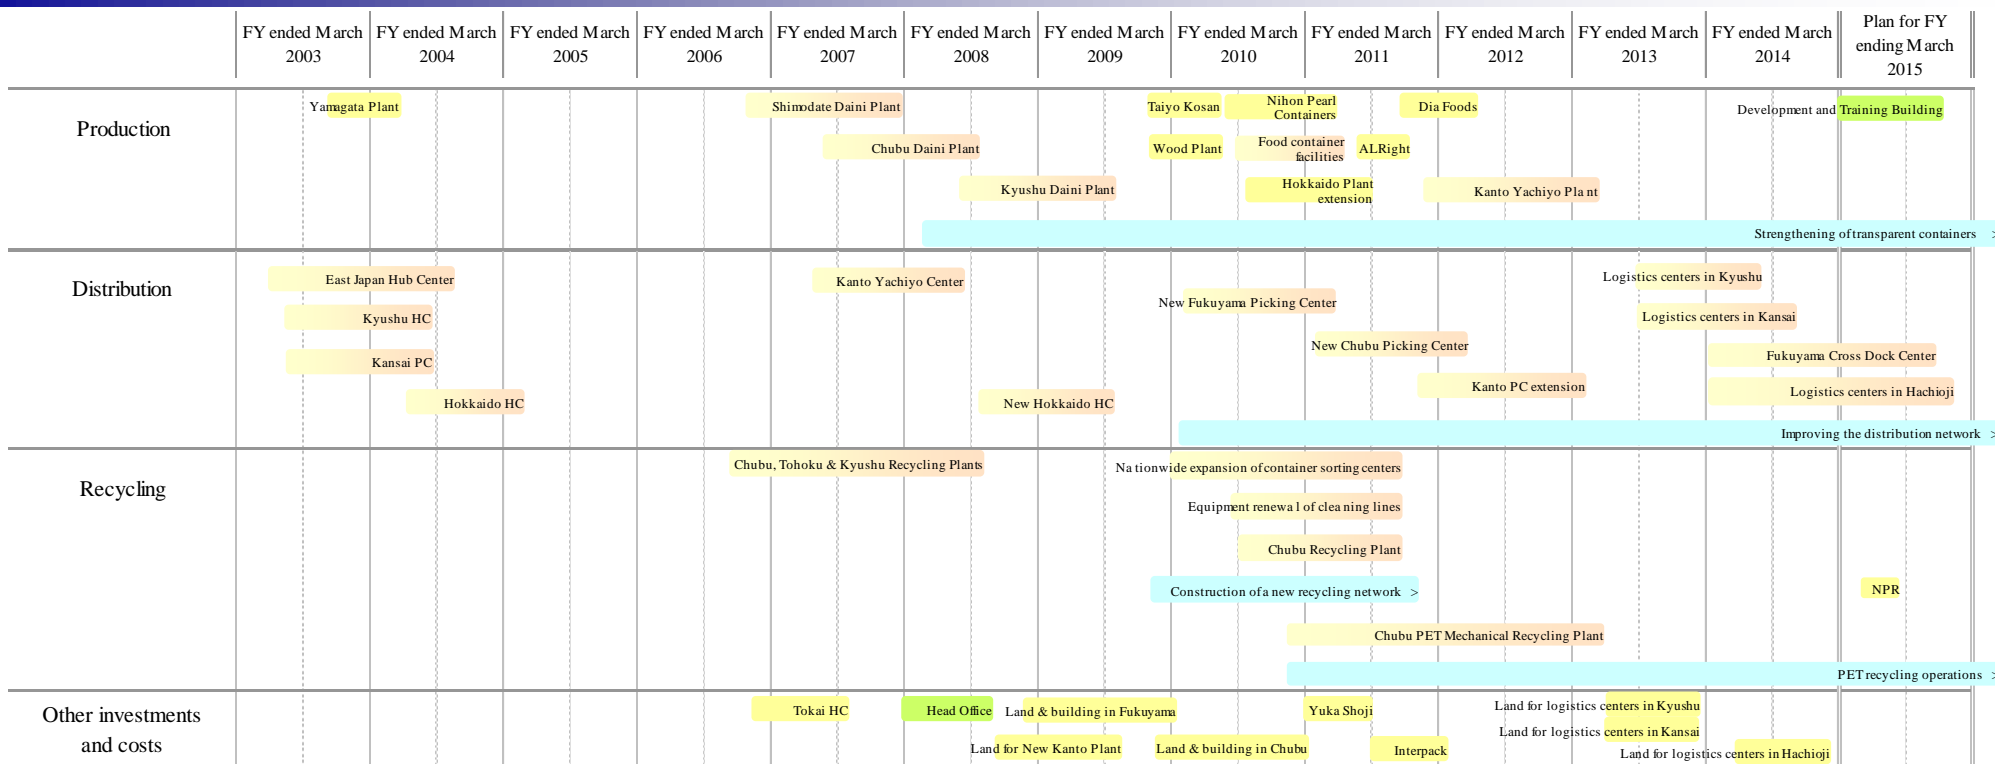 FY ended March 2003
FY ended March 2004
FY ended March 2005
FY ended March 2006
FY ended March 2007
FY ended March 2008
FY ended March 2009
FY ended March 2010
FY ended March 2011
FY ended March 2012
FY ended March 2013
FY ended March 2014
Plan for FY ending March 2015
Production
Yamagata Plant
Shimodate Daini Plant
Taiyo Kosan
Nihon Pearl Containers
Dia Foods
Development and Training Building
Chubu Daini Plant
Wood Plant
Food container facilities
ALRight
Kyushu Daini Plant
Hokkaido Plant extension
Kanto Yachiyo Plant
Strengthening of transparent containers >
Distribution
East Japan Hub Center
Kanto Yachiyo Center
Logistics centers in Kyushu
New Fukuyama Picking Center
Kyushu HC
Logistics centers in Kansai
New Chubu Picking Center
Kansai PC
Fukuyama Cross Dock Center
Kanto PC extension
Logistics centers in Hachioji
Hokkaido HC
New Hokkaido HC
Improving the distribution network >
Recycling
Chubu, Tohoku & Kyushu Recycling Plants
Nationwide expansion of container sorting centers
Equipment renewal of cleaning lines
Chubu Recycling Plant
Construction of a new recycling network >
NPR
Chubu PET Mechanical Recycling Plant
PET recycling operations >
Other investments and costs
Tokai HC
Head Office
Land & building in Fukuyama
Yuka Shoji
Land for logistics centers in Kyushu
Land for logistics centers in Kansai
Land for New Kanto Plant
Land & building in Chubu
Interpack
Land for logistics centers in Hachioji